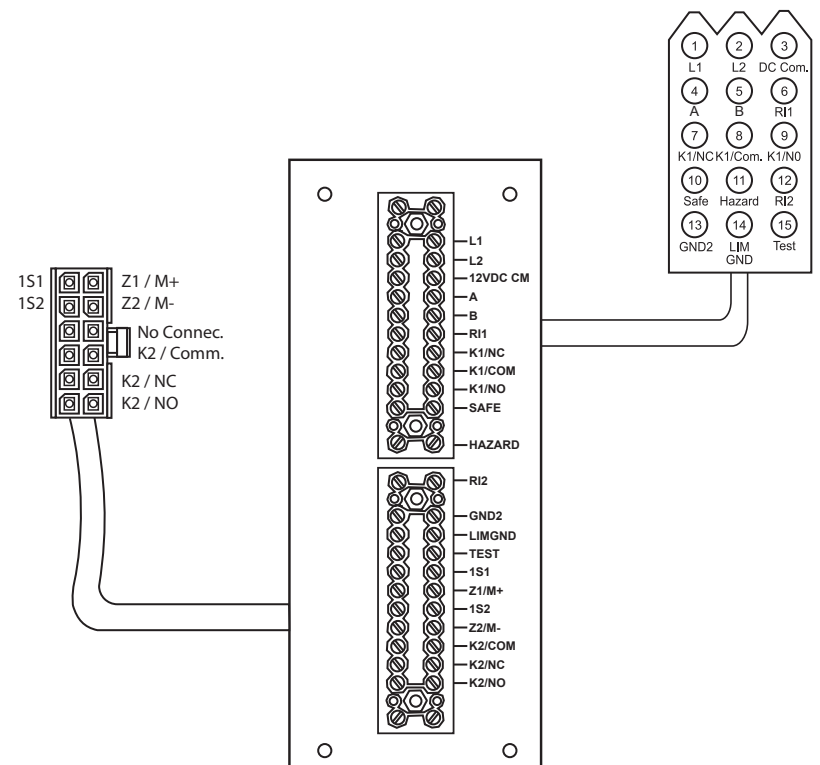 1 2 3
L1 L2 DC Com.
4 5 6
A B RI1
7 8 9
K1/NC K1/Com. K1/N0
10 11 12
Safe Hazard RI2
13 14 15
GND2 LIM GND Test
1S1 Z1 / M+
1S2 Z2 / M-
No Connec.
K2 / Comm.
K2 / NC
K2 / NO
L1
L2
12VDC CM
A
B
RI1
K1/NC
K1/COM
K1/NO
SAFE
HAZARD
RI2
GND2
LIMGND
TEST
1S1
Z1/M+
1S2
Z2/M-
K2/COM
K2/NC
K2/NO